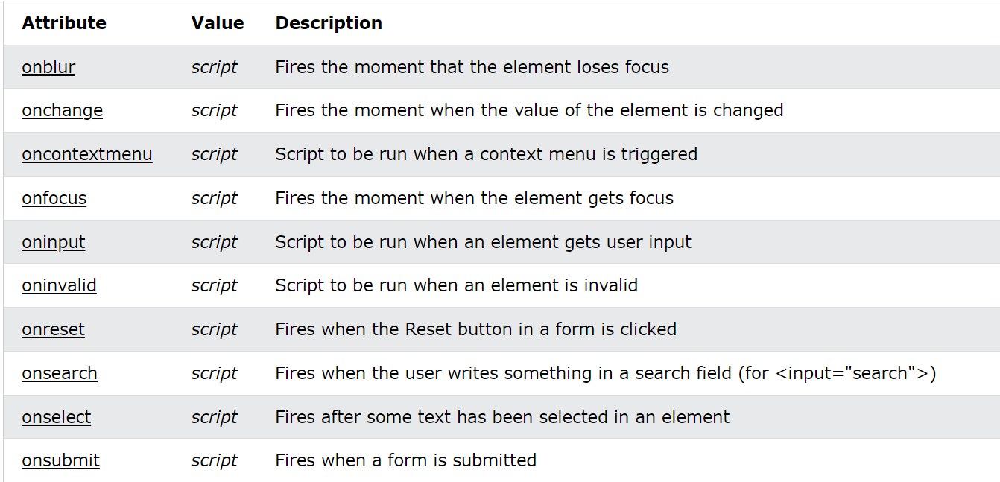 Attribute Value Description
onblur script Fires the moment that the element loses focus
onchange script Fires the moment when the value of the element is changed
oncontextmenu script Script to be run when a context menu is triggered
onfocus script Fires the moment when the element gets focus
oninput script Script to be run when an element gets user input
oninvalid script Script to be run when an element is invalid
onreset script Fires when the Reset button in a form is clicked
onsearch script Fires when the user writes something in a search field (for <input="search">)
onselect script Fires after some text has been selected in an element
onsubmit script Fires when a form is submitted